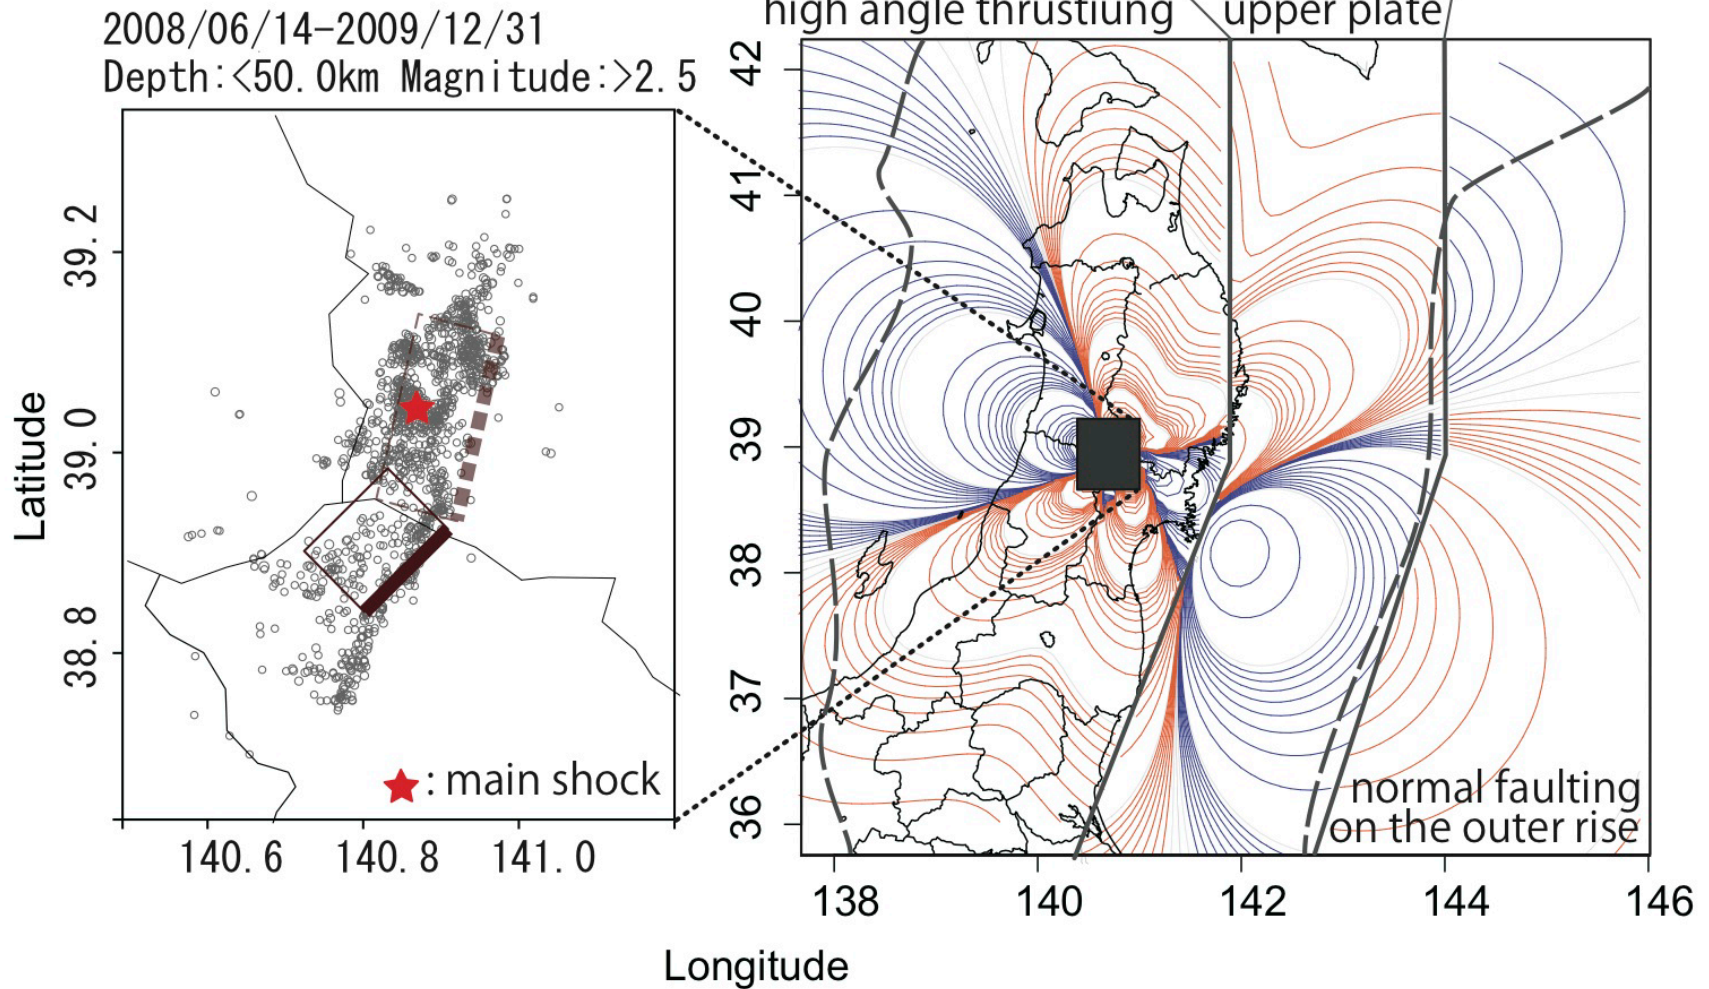 2008/06/14-2009/12/31
Depth:<50.0km Magnitude:>2.5
high angle thrustiung
upper plate
39.2
39.0
38.8
Latitude
★: main shock
140.6 140.8 141.0
42
41
40
39
38
37
36
normal faulting
on the outer rise
138 140 142 144 146
Longitude